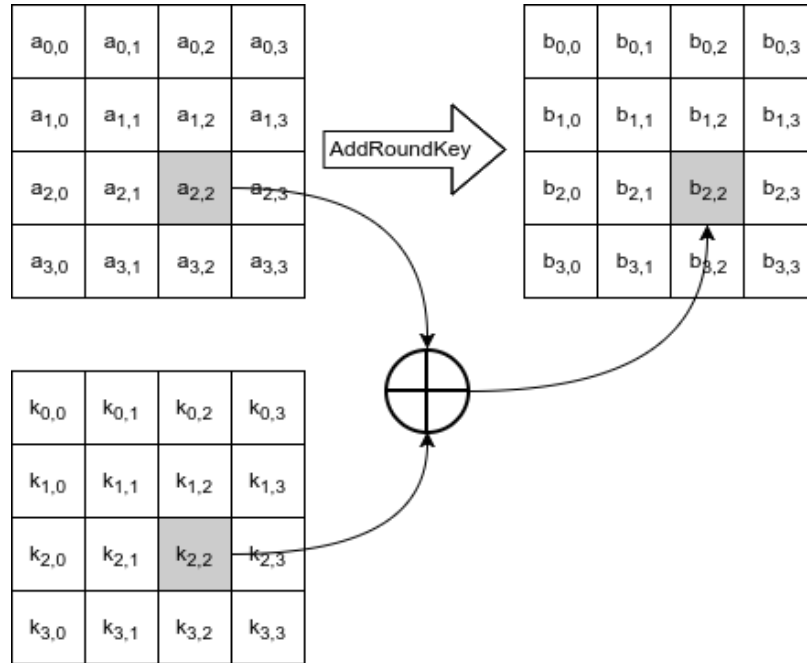 a0,0 a0,1 a0,2 a0,3 b0,0 b0,1 b0,2 b0,3
a1,0 a1,1 a1,2 a1,3 b1,0 b1,1 b1,2 b1,3
AddRoundKey
a2,0 a2,1 a2,2 a2,3 b2,0 b2,1 b2,2 b2,3
a3,0 a3,1 a3,2 a3,3 b3,0 b3,1 b3,2 b3,3
k0,0 k0,1 k0,2 k0,3
k1,0 k1,1 k1,2 k1,3
k2,0 k2,1 k2,2 k2,3
k3,0 k3,1 k3,2 k3,3